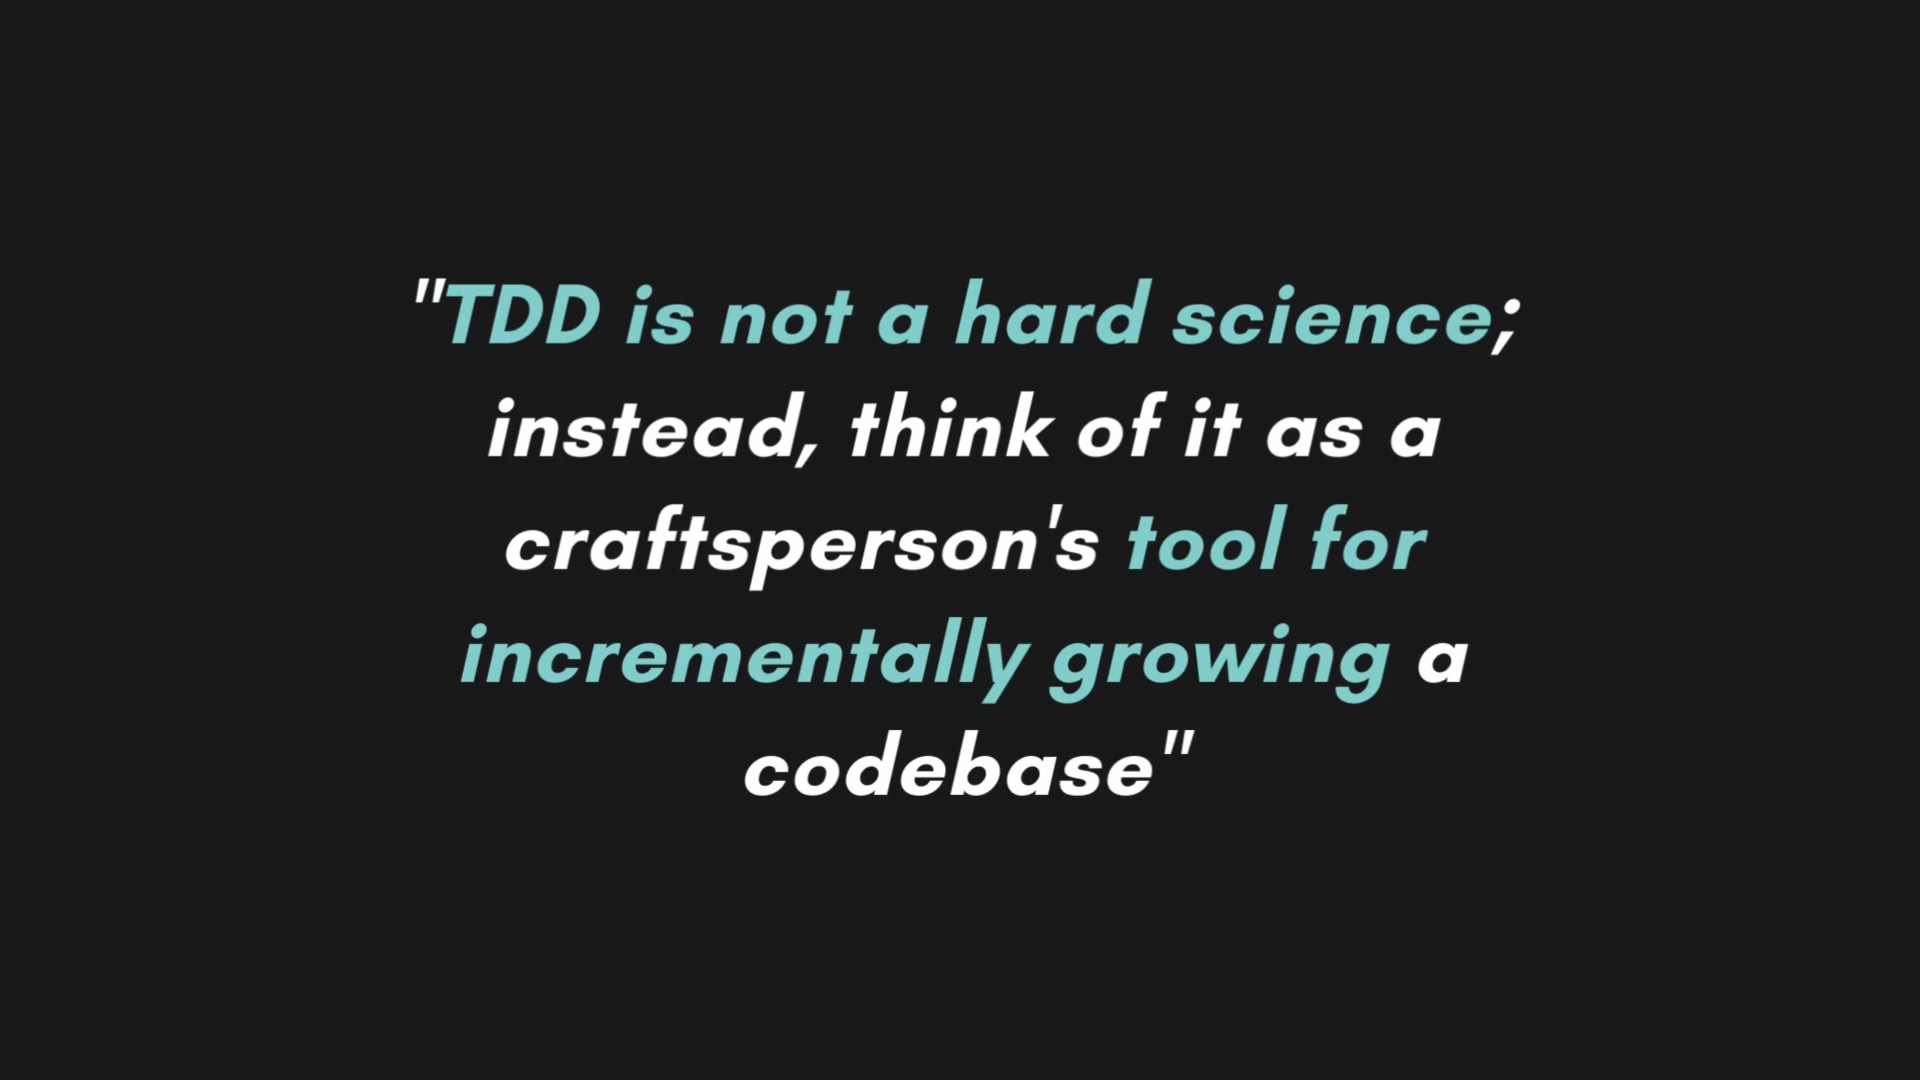 "TDD is not a hard science;
instead, think of it as a
craftsperson's tool for
incrementally growing a
codebase"